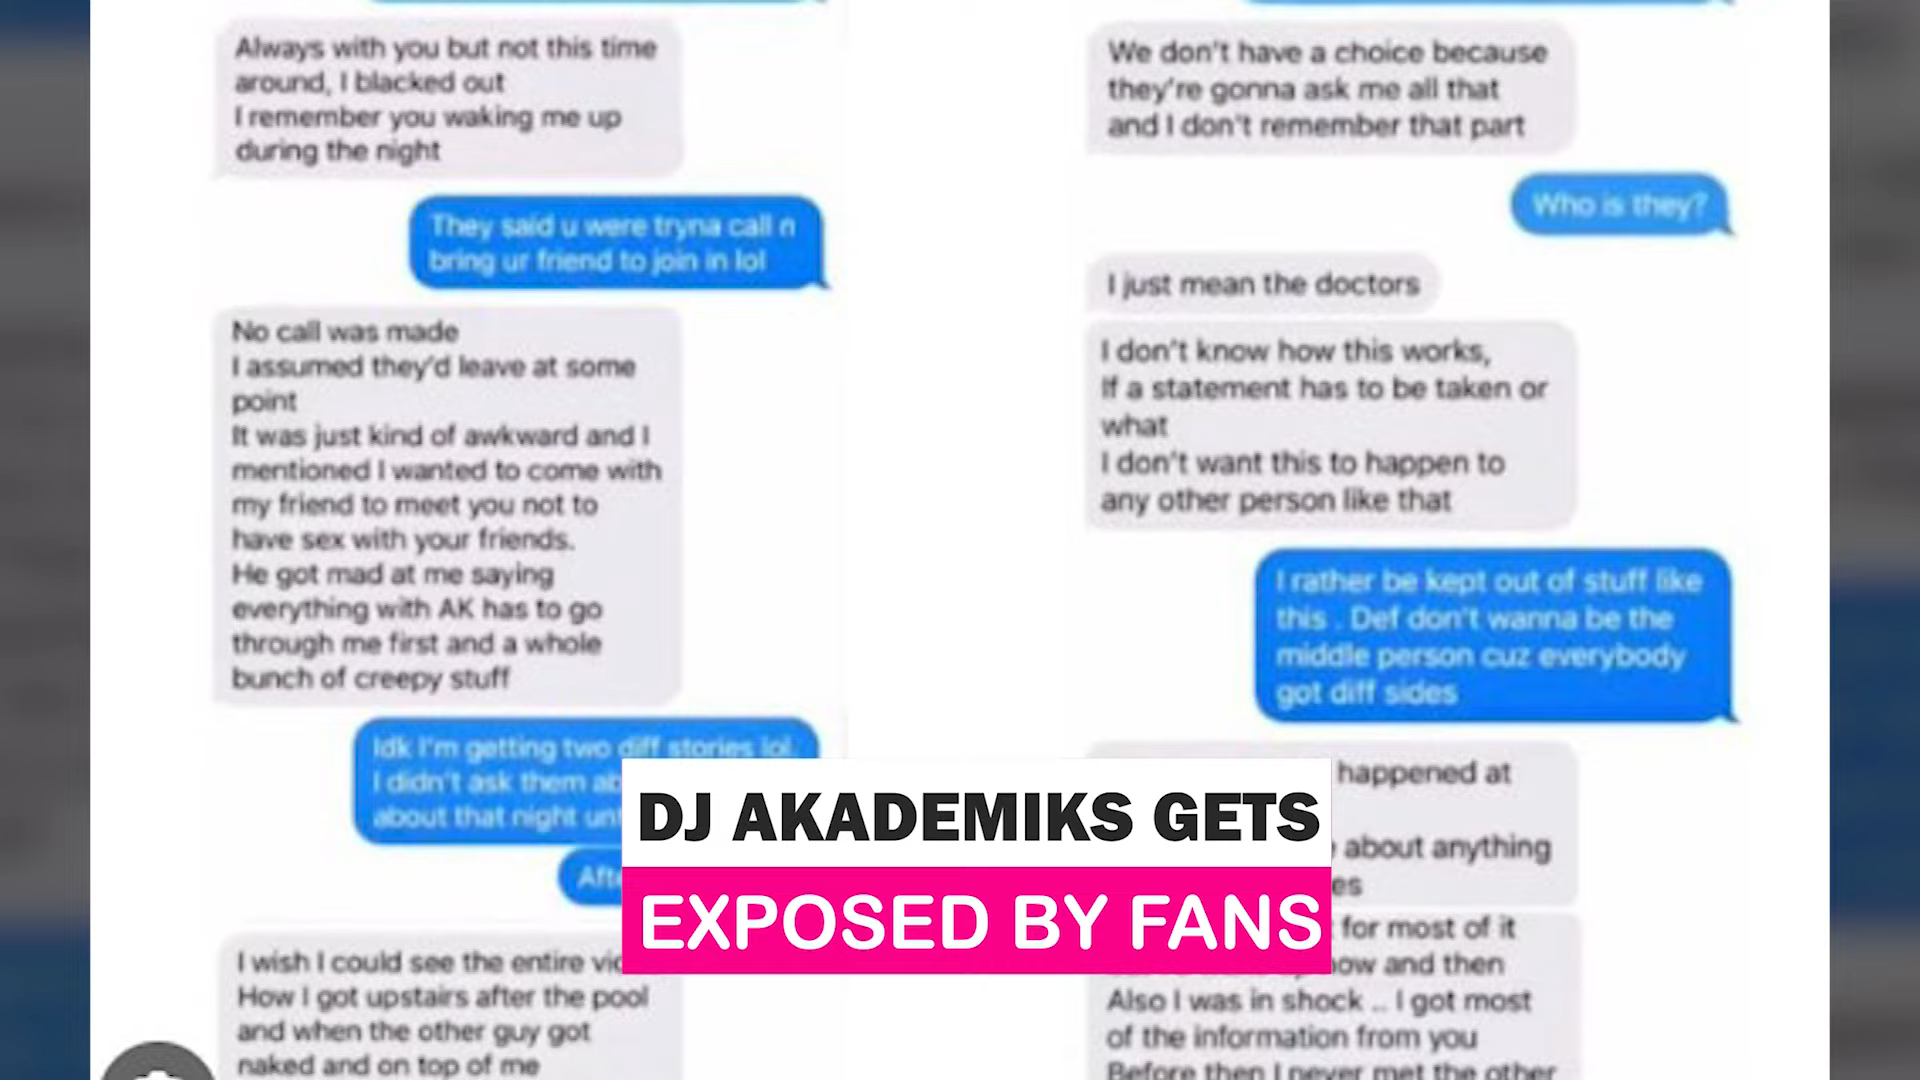 Always with you but not this time
around, I blacked out
I remember you waking me up
during the night
They said u were tryna call n
bring ur friend to join in lol
No call was made
I assumed they'd leave at some
point
It was just kind of awkward and I
mentioned I wanted to come with
my friend to meet you not to
have sex with your friends.
He got mad at me saying
everything with AK has to go
through me first and a whole
bunch of creepy stuff
Idk I'm getting two diff stories lol.
I didn't ask them
about that night
I wish I could see the entire
How I got upstairs after the pool
and when the other guy got
naked and on top of me
We don't have a choice because
they're gonna ask me all that
and I don't remember that part
Who is they?
I just mean the doctors
I don't know how this works,
If a statement has to be taken or
what
I don't want this to happen to
any other person like that
I rather be kept out of stuff like
this . Def don't wanna be the
middle person cuz everybody
got diff sides
happened at
about anything
for most of it
and then
Also I was in shock .. I got most
of the information from you
Before then I never met the other
DJ AKADEMIKS GETS
EXPOSED BY FANS